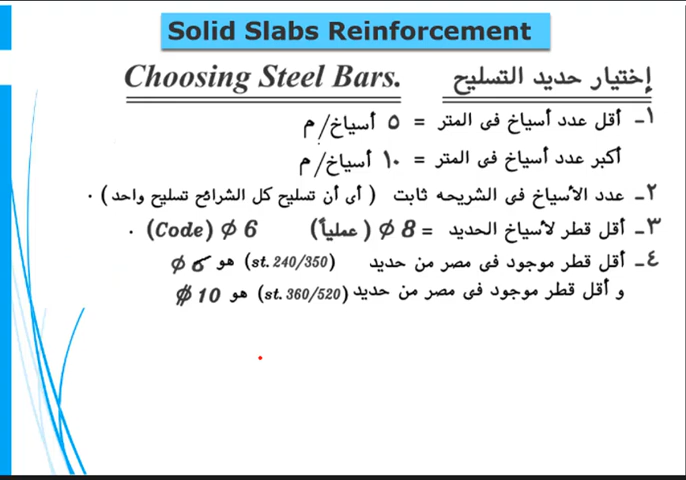 Solid Slabs Reinforcement
Choosing Steel Bars. إختيار حديد التسليح
١- أقل عدد أسياخ فى المتر = ٥ أسياخ/م
أكبر عدد أسياخ فى المتر = ١٠ أسياخ/م
٢- عدد الأسياخ فى الشريحه ثابت ( أى أن تسليح كل الشرائح تسليح واحد ) .
٣- أقل قطر لأسياخ الحديد = ϕ 8 ( عملياً ) ϕ 6 (Code) .
٤- أقل قطر موجود فى مصر من حديد (st. 240/350) هو ϕ 6
و أقل قطر موجود فى مصر من حديد (st. 360/520) هو ϕ 10